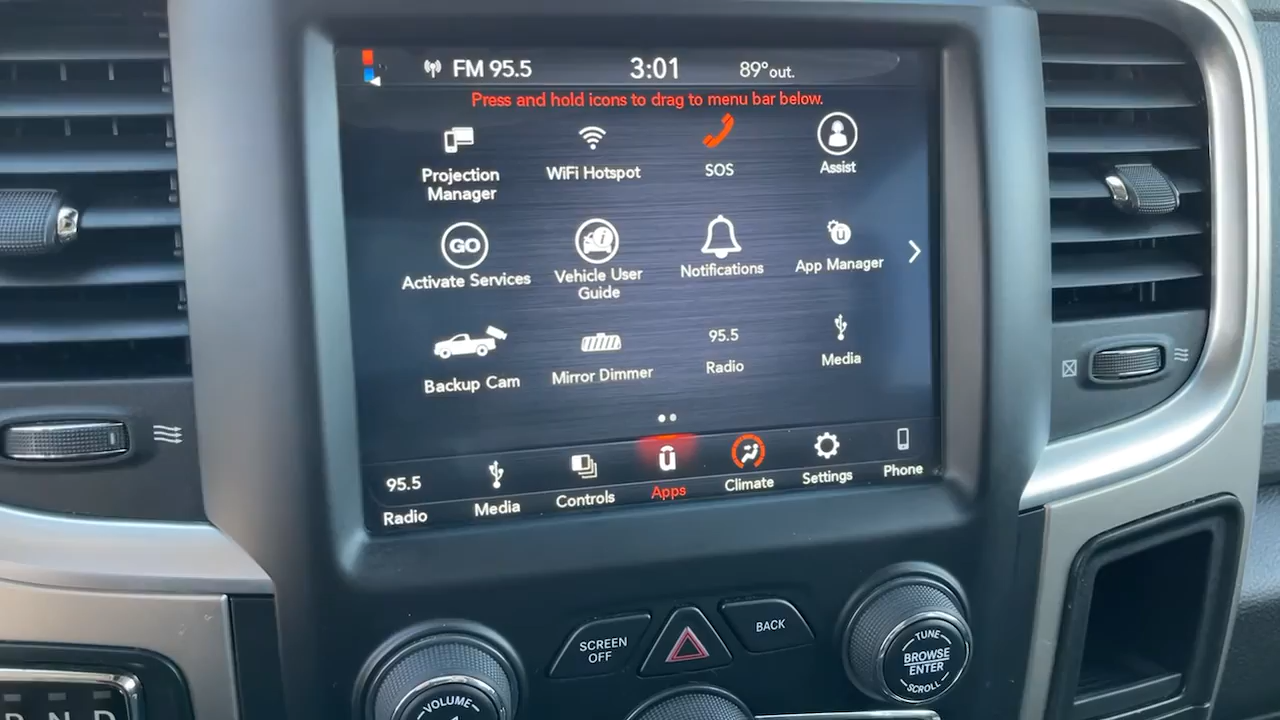 FM 95.5
3:01
89° out.
Press and hold icons to drag to menu bar below.
Projection
Manager
WiFi Hotspot
SOS
Assist
GO
Activate Services
Vehicle User
Guide
Notifications
App Manager
Backup Cam
Mirror Dimmer
95.5
Radio
Media
95.5
Radio
Media
Controls
Apps
Climate
Settings
Phone
SCREEN
OFF
BACK
TUNE
BROWSE
ENTER
SCROLL
VOLUME
R N D